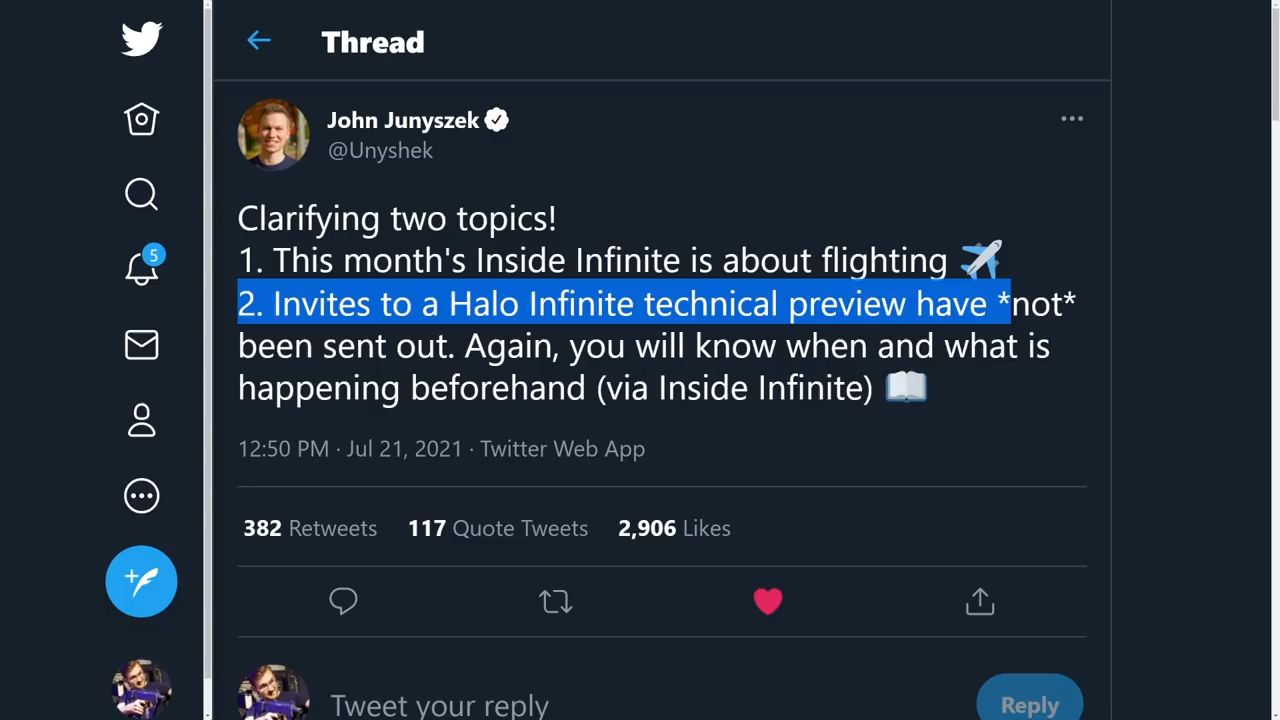 Thread
John Junyszek
@Unyshek
Clarifying two topics!
1. This month's Inside Infinite is about flighting ✈️
2. Invites to a Halo Infinite technical preview have *not*
been sent out. Again, you will know when and what is
happening beforehand (via Inside Infinite) 📖
5
12:50 PM · Jul 21, 2021 · Twitter Web App
382 Retweets 117 Quote Tweets 2,906 Likes
Tweet your reply
Reply